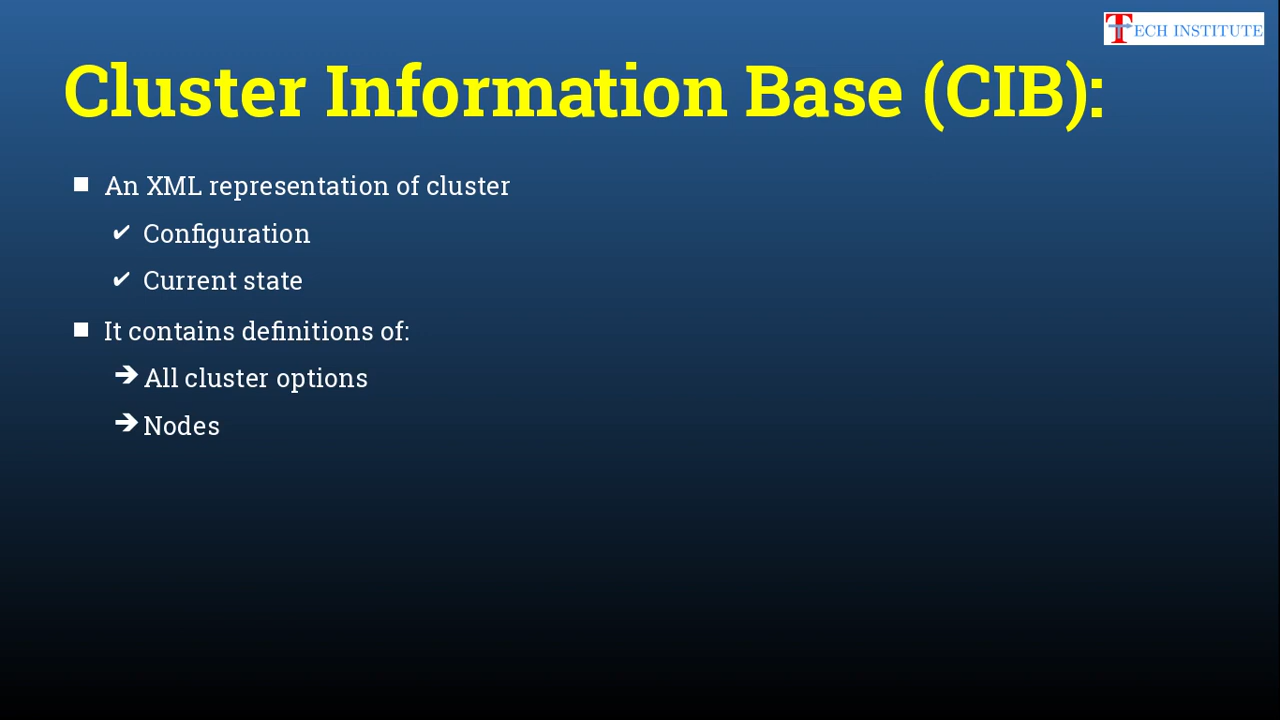 TECH INSTITUTE
Cluster Information Base (CIB):
An XML representation of cluster
Configuration
Current state
It contains definitions of:
All cluster options
Nodes